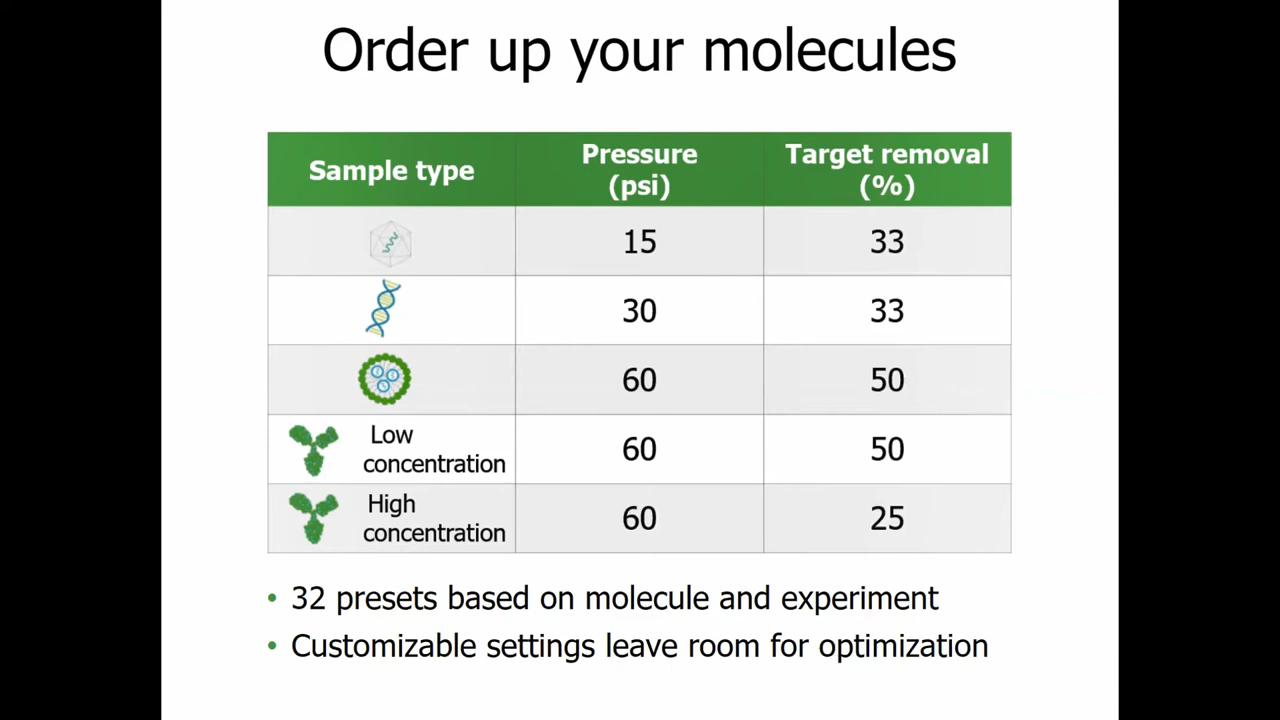 Order up your molecules
Sample type
Pressure
(psi)
Target removal
(%)
15
33
30
33
60
50
Low
concentration
60
50
High
concentration
60
25
• 32 presets based on molecule and experiment
• Customizable settings leave room for optimization